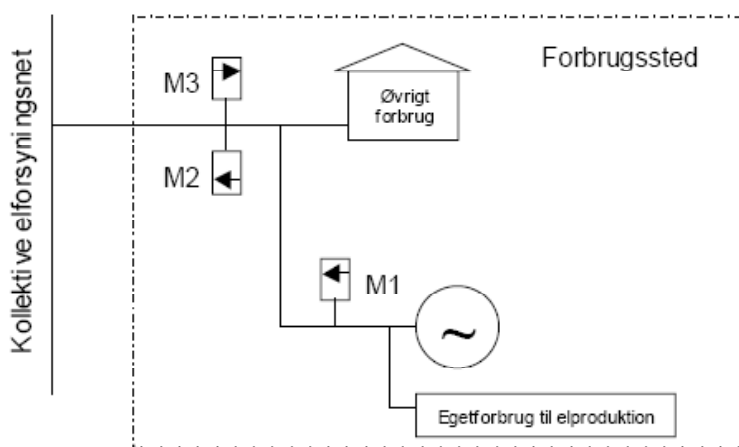 Kollektive elforsyningsnet
Forbrugssted
M3
Øvrigt
forbrug
M2
M1
~
Egetforbrug til elproduktion